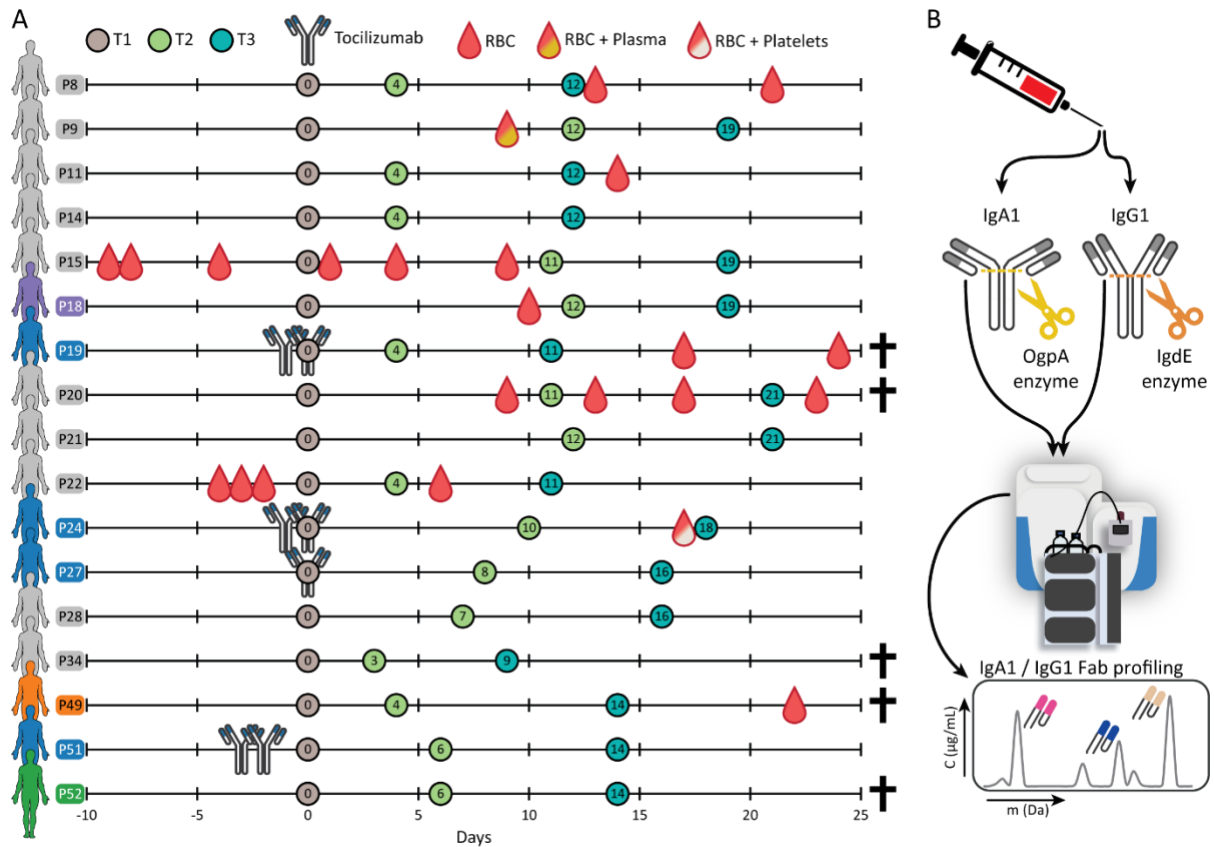 A
T1 T2 T3 Tocilizumab RBC RBC + Plasma RBC + Platelets
P8 0 4 12
P9 0 12 19
P11 0 4 12
P14 0 4 12
P15 0 11 19
P18 0 12 19
P19 0 4 11
P20 0 11 21
P21 0 12 21
P22 0 4 11
P24 0 10 18
P27 0 8 16
P28 0 7 16
P34 0 3 9
P49 0 4 14
P51 0 6 14
P52 0 6 14
-10 -5 0 5 10 15 20 25
Days
B
IgA1 IgG1
OgpA
enzyme
IgdE
enzyme
IgA1 / IgG1 Fab profiling
C (µg/mL)
m (Da)